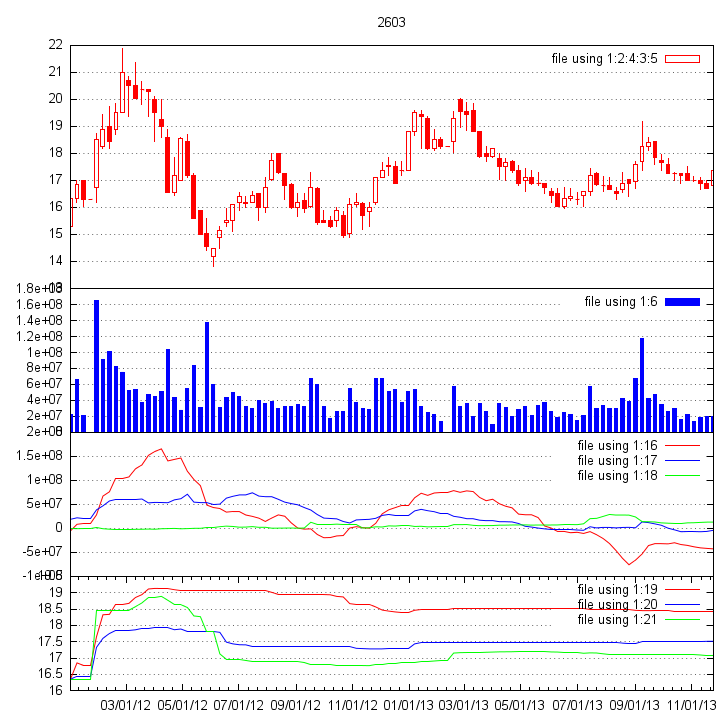 2603
22
file using 1:2:4:3:5
21
20
19
18
17
16
15
14
13
1.8e+08
file using 1:6
1.6e+08
1.4e+08
1.2e+08
1e+08
8e+07
6e+07
4e+07
2e+07
file using 1:16
1.5e+08
file using 1:17
1e+08
file using 1:18
5e+07
0
-5e+07
19
file using 1:19
18.5
file using 1:20
18
file using 1:21
17.5
17
16.5
16
03/01/12 05/01/12 07/01/12 09/01/12 11/01/12 01/01/13 03/01/13 05/01/13 07/01/13 09/01/13 11/01/13